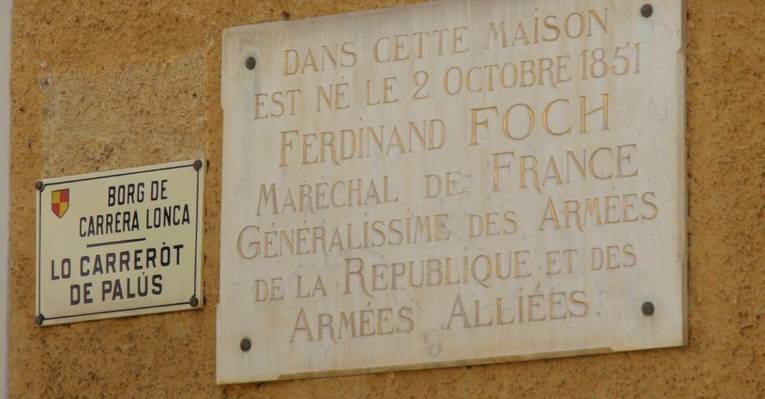 BORG DE
CARRÈRA LONCA
LO CARRERÒT
DE PALÚS
DANS CETTE MAISON
EST NÉ LE 2 OCTOBRE 1851
FERDINAND FOCH
MARÉCHAL DE FRANCE
GÉNÉRALISSIME DES ARMÉES
DE LA RÉPUBLIQUE ET DES
ARMÉES ALLIÉES.